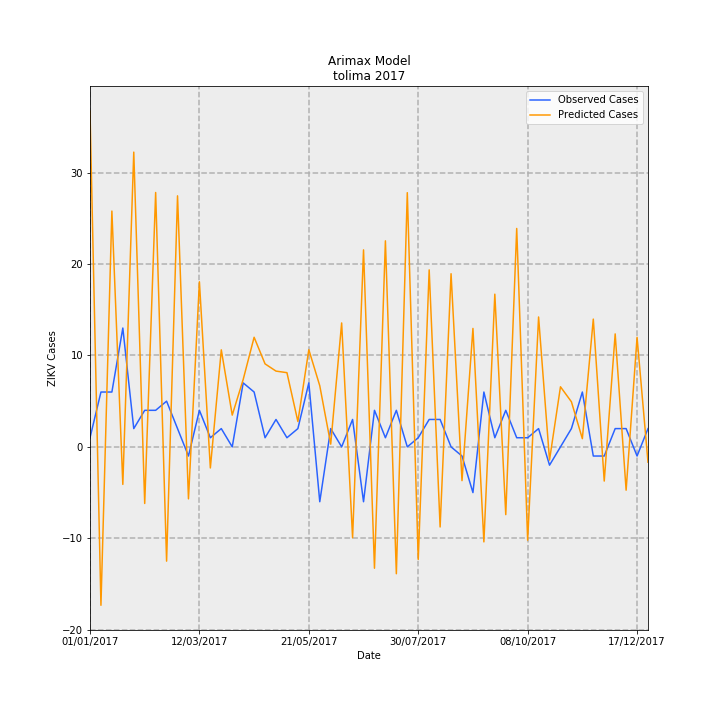 Arimax Model
tolima 2017
Observed Cases
Predicted Cases
ZIKV Cases
30
20
10
0
−10
−20
01/01/2017
12/03/2017
21/05/2017
30/07/2017
08/10/2017
17/12/2017
Date